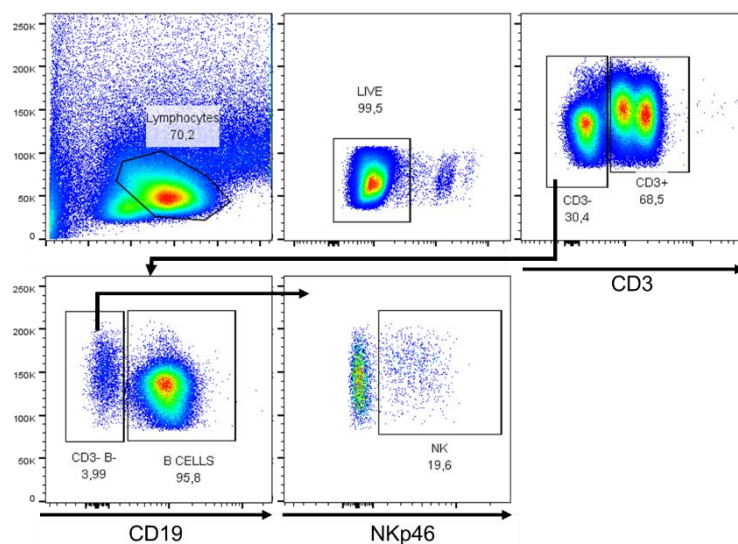 250K
200K
150K
100K
50K
0
Lymphocytes
70,2
LIVE
99,5
CD3-
30,4
CD3+
68,5
CD3
250K
200K
150K
100K
50K
0
CD3- B-
3,99
B CELLS
95,8
CD19
NK
19,6
NKp46